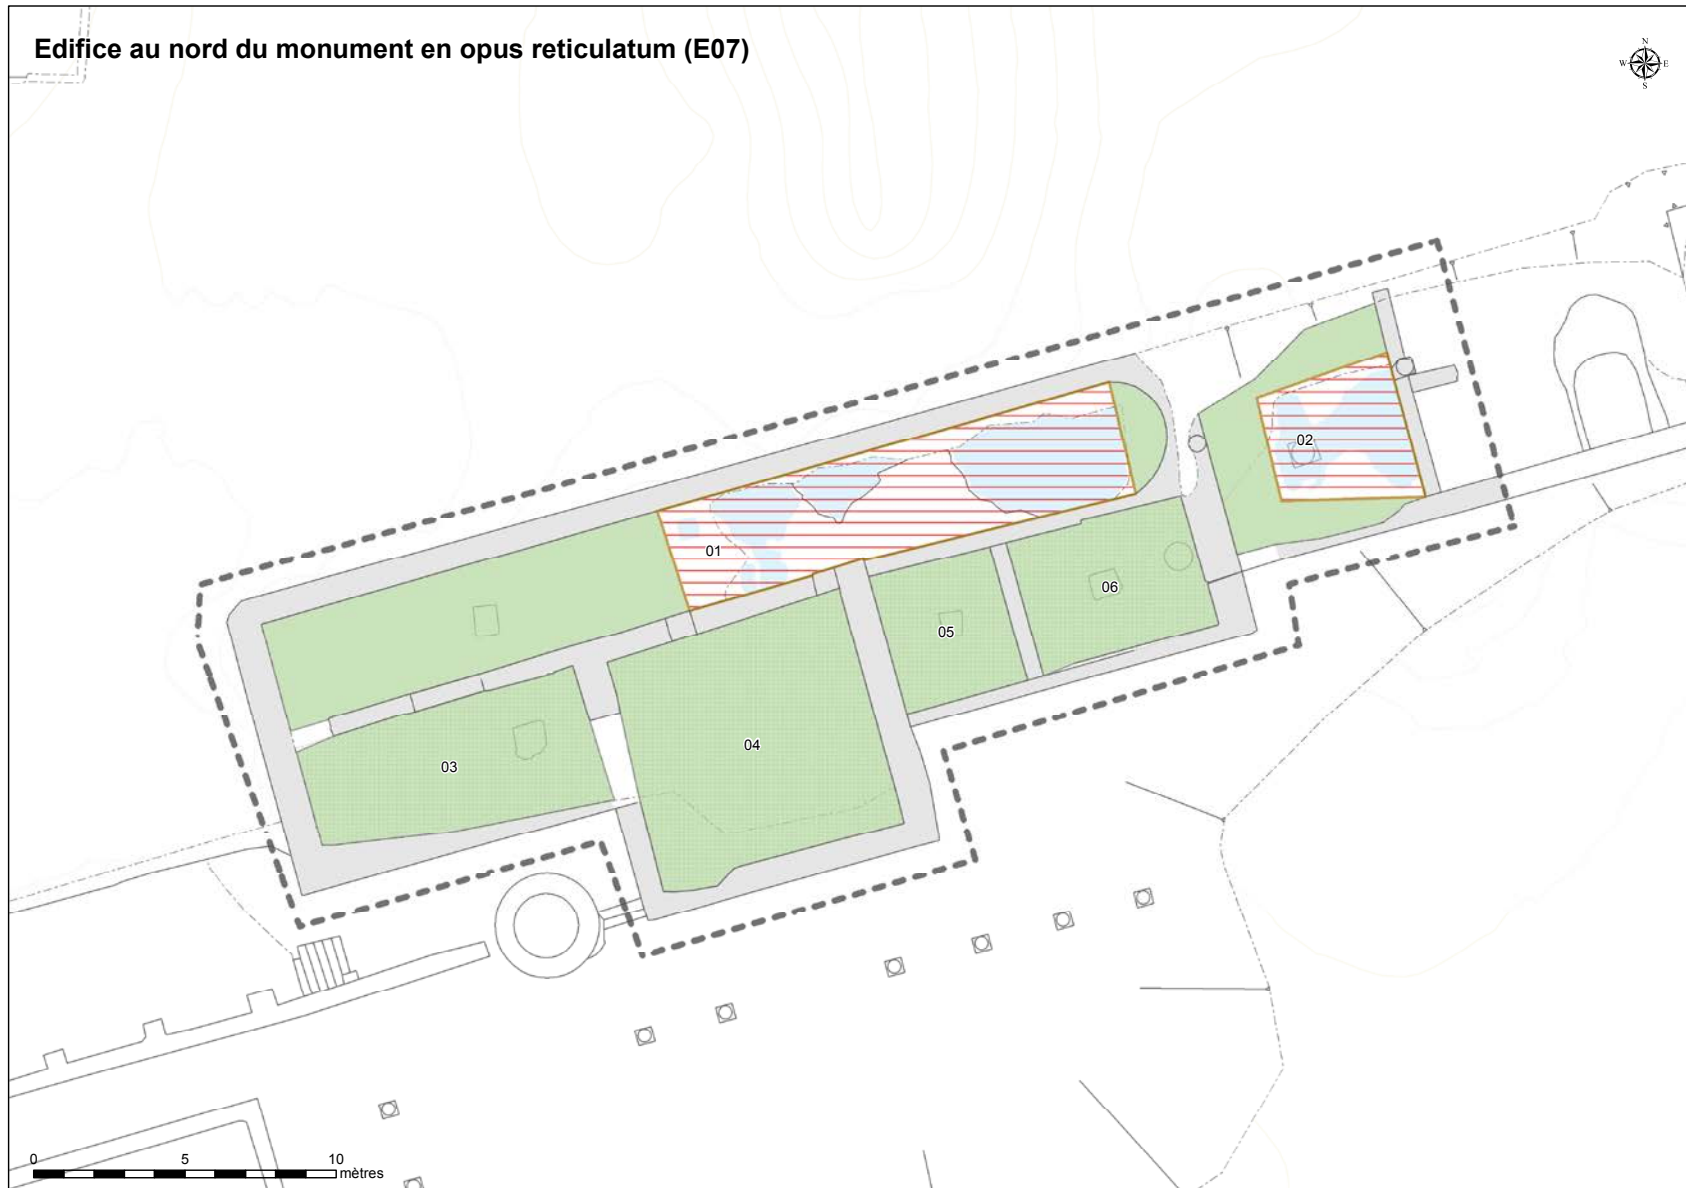 Edifice au nord du monument en opus reticulatum (E07)
N
W E
S
02
01
06
05
04
03
0 5 10
mètres